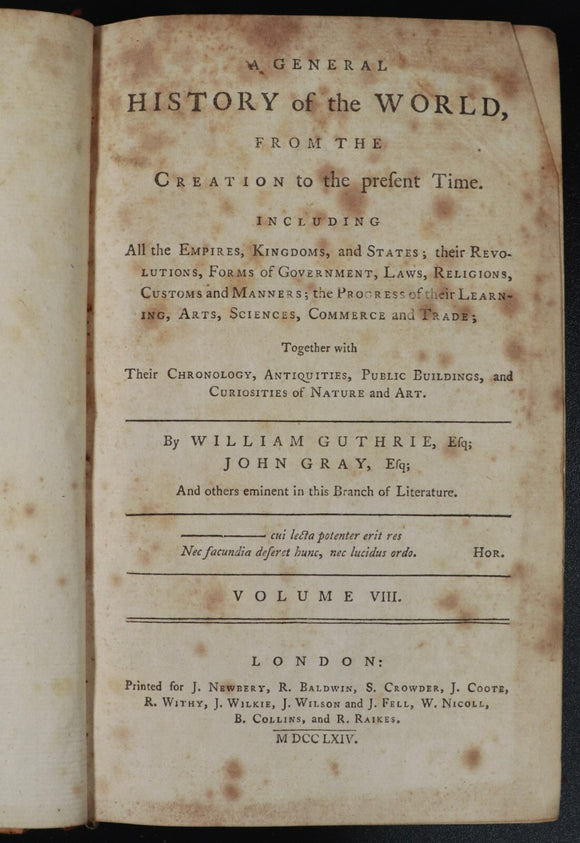 A GENERAL
HISTORY of the WORLD,
FROM THE
CREATION to the preſent Time.
INCLUDING
All the EMPIRES, KINGDOMS, and STATES; their REVO-
LUTIONS, FORMS of GOVERNMENT, LAWS, RELIGIONS,
CUSTOMS and MANNERS; the PROGRESS of their LEARN-
ING, ARTS, SCIENCES, COMMERCE and TRADE;
Together with
Their CHRONOLOGY, ANTIQUITIES, PUBLIC BUILDINGS, and
CURIOSITIES of NATURE and ART.
By WILLIAM GUTHRIE, Eſq;
JOHN GRAY, Eſq;
And others eminent in this Branch of Literature.
——— cui lecta potenter erit res
Nec facundia deſeret hunc, nec lucidus ordo. HOR.
VOLUME VIII.
LONDON:
Printed for J. NEWBERY, R. BALDWIN, S. CROWDER, J. COOTE,
R. WITHY, J. WILKIE, J. WILSON and J. FELL, W. NICOLL,
B. COLLINS, and R. RAIKES.
M DCC LXIV.